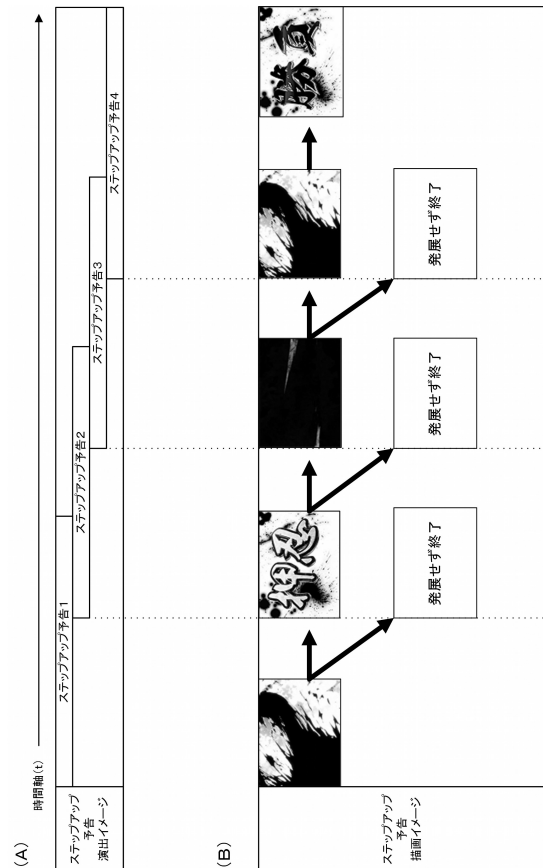 (A)
時間軸(t)
ステップアップ
予告
演出イメージ
ステップアップ予告1
ステップアップ予告2
ステップアップ予告3
ステップアップ予告4
(B)
ステップアップ
予告
描画イメージ
押忍
発展せず終了
発展せず終了
発展せず終了